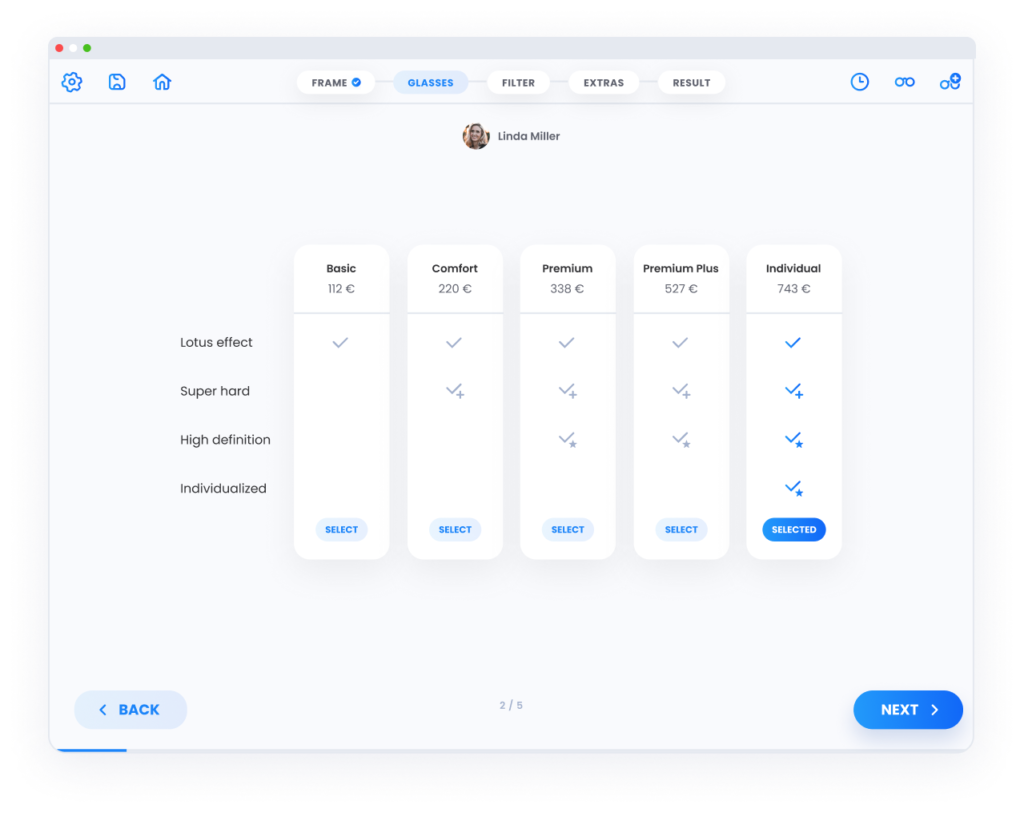 FRAME GLASSES FILTER EXTRAS RESULT
Linda Miller
Basic Comfort Premium Premium Plus Individual
112 € 220 € 338 € 527 € 743 €
Lotus effect
Super hard
High definition
Individualized
SELECT SELECT SELECT SELECT SELECTED
BACK 2 / 5 NEXT